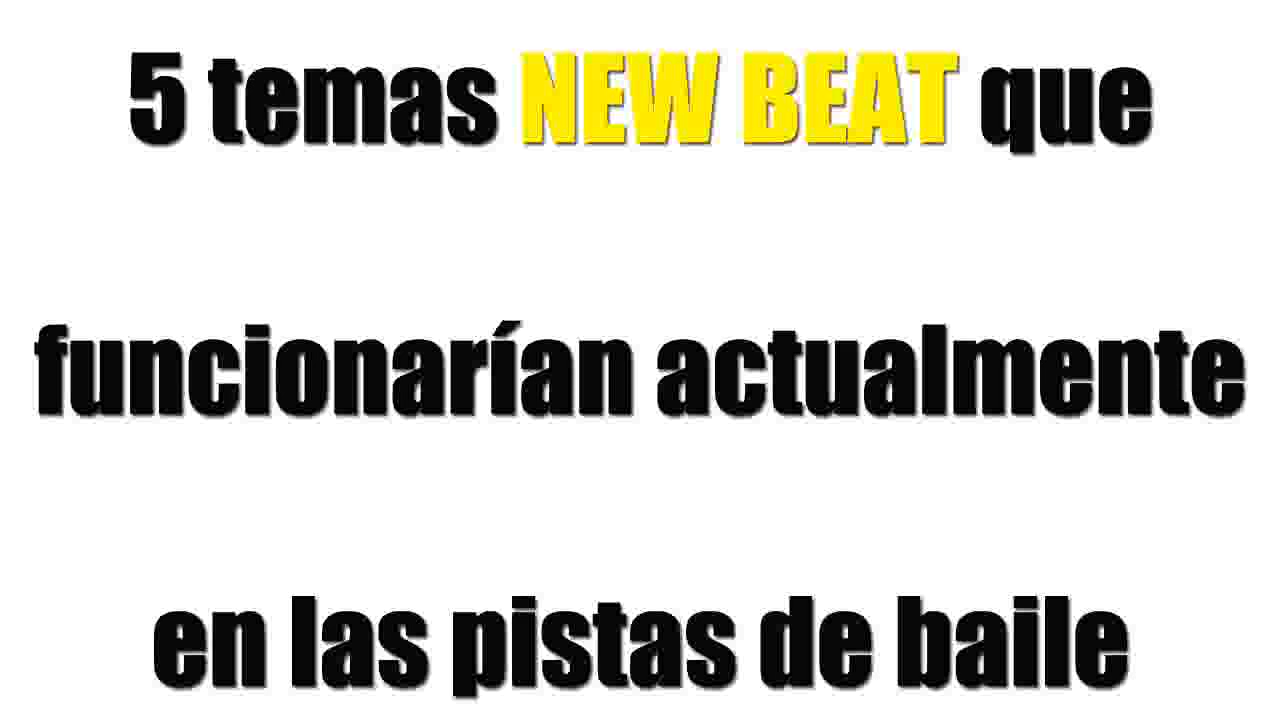 5 temas NEW BEAT que
funcionarían actualmente
en las pistas de baile